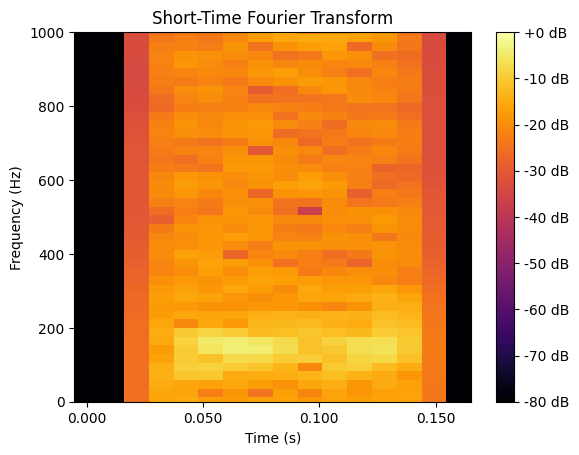 Short-Time Fourier Transform
1000
800
600
400
200
0
Frequency (Hz)
0.000
0.050
0.100
0.150
Time (s)
+0 dB
-10 dB
-20 dB
-30 dB
-40 dB
-50 dB
-60 dB
-70 dB
-80 dB